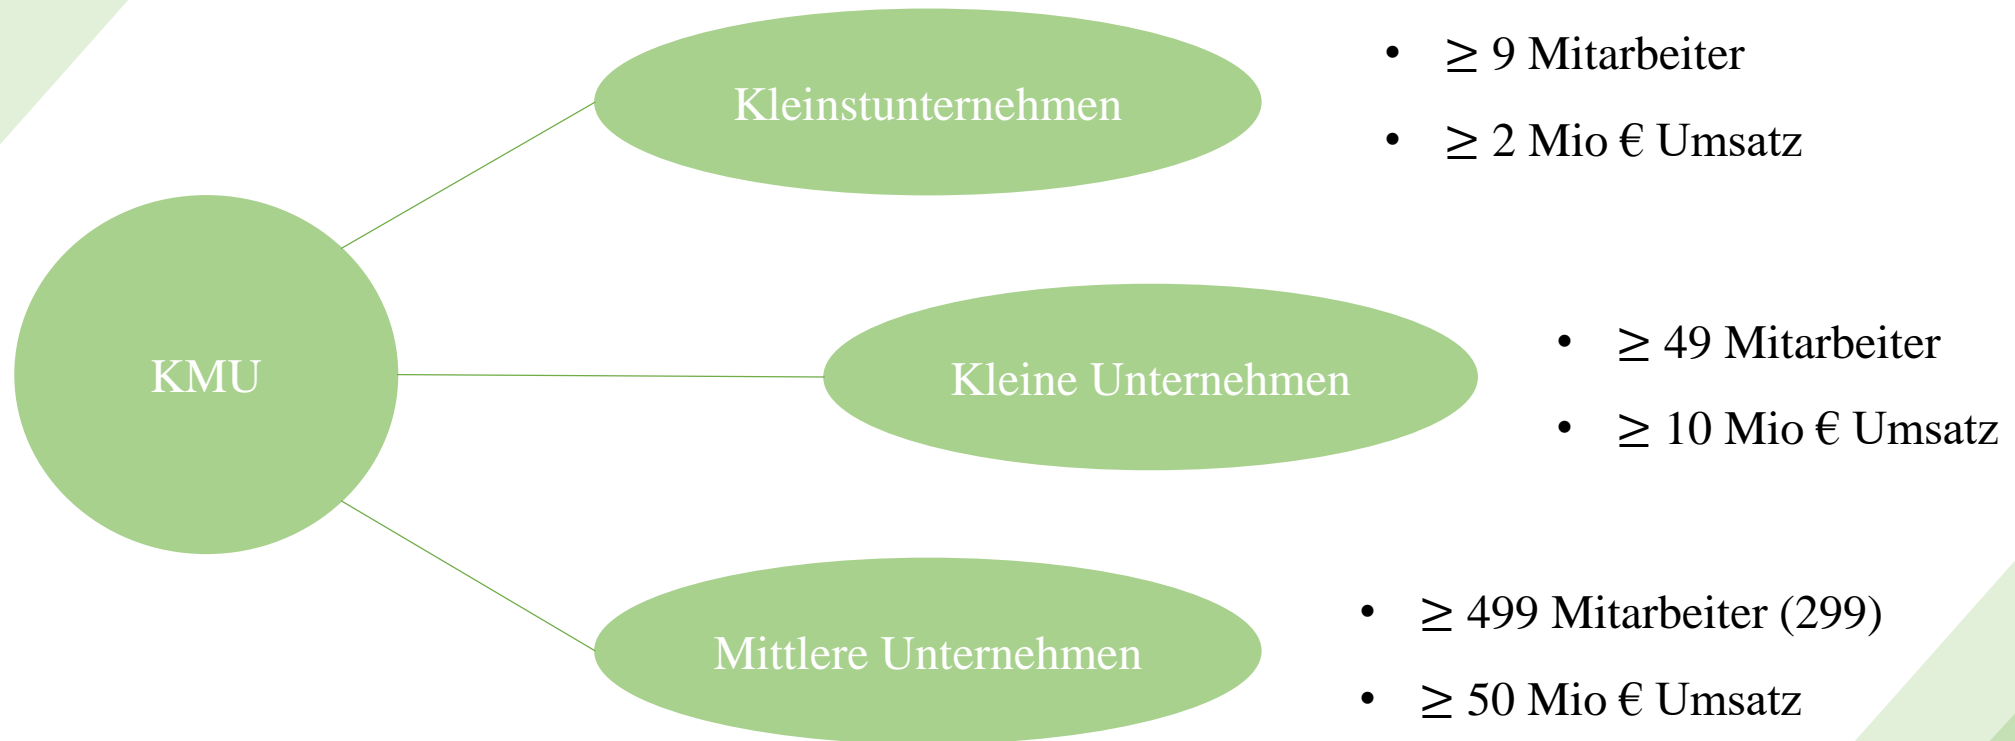 • ≥ 9 Mitarbeiter
Kleinstunternehmen
• ≥ 2 Mio € Umsatz
• ≥ 49 Mitarbeiter
KMU
Kleine Unternehmen
• ≥ 10 Mio € Umsatz
• ≥ 499 Mitarbeiter (299)
Mittlere Unternehmen
• ≥ 50 Mio € Umsatz